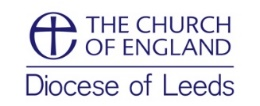 THE CHURCH
OF ENGLAND
Diocese of Leeds